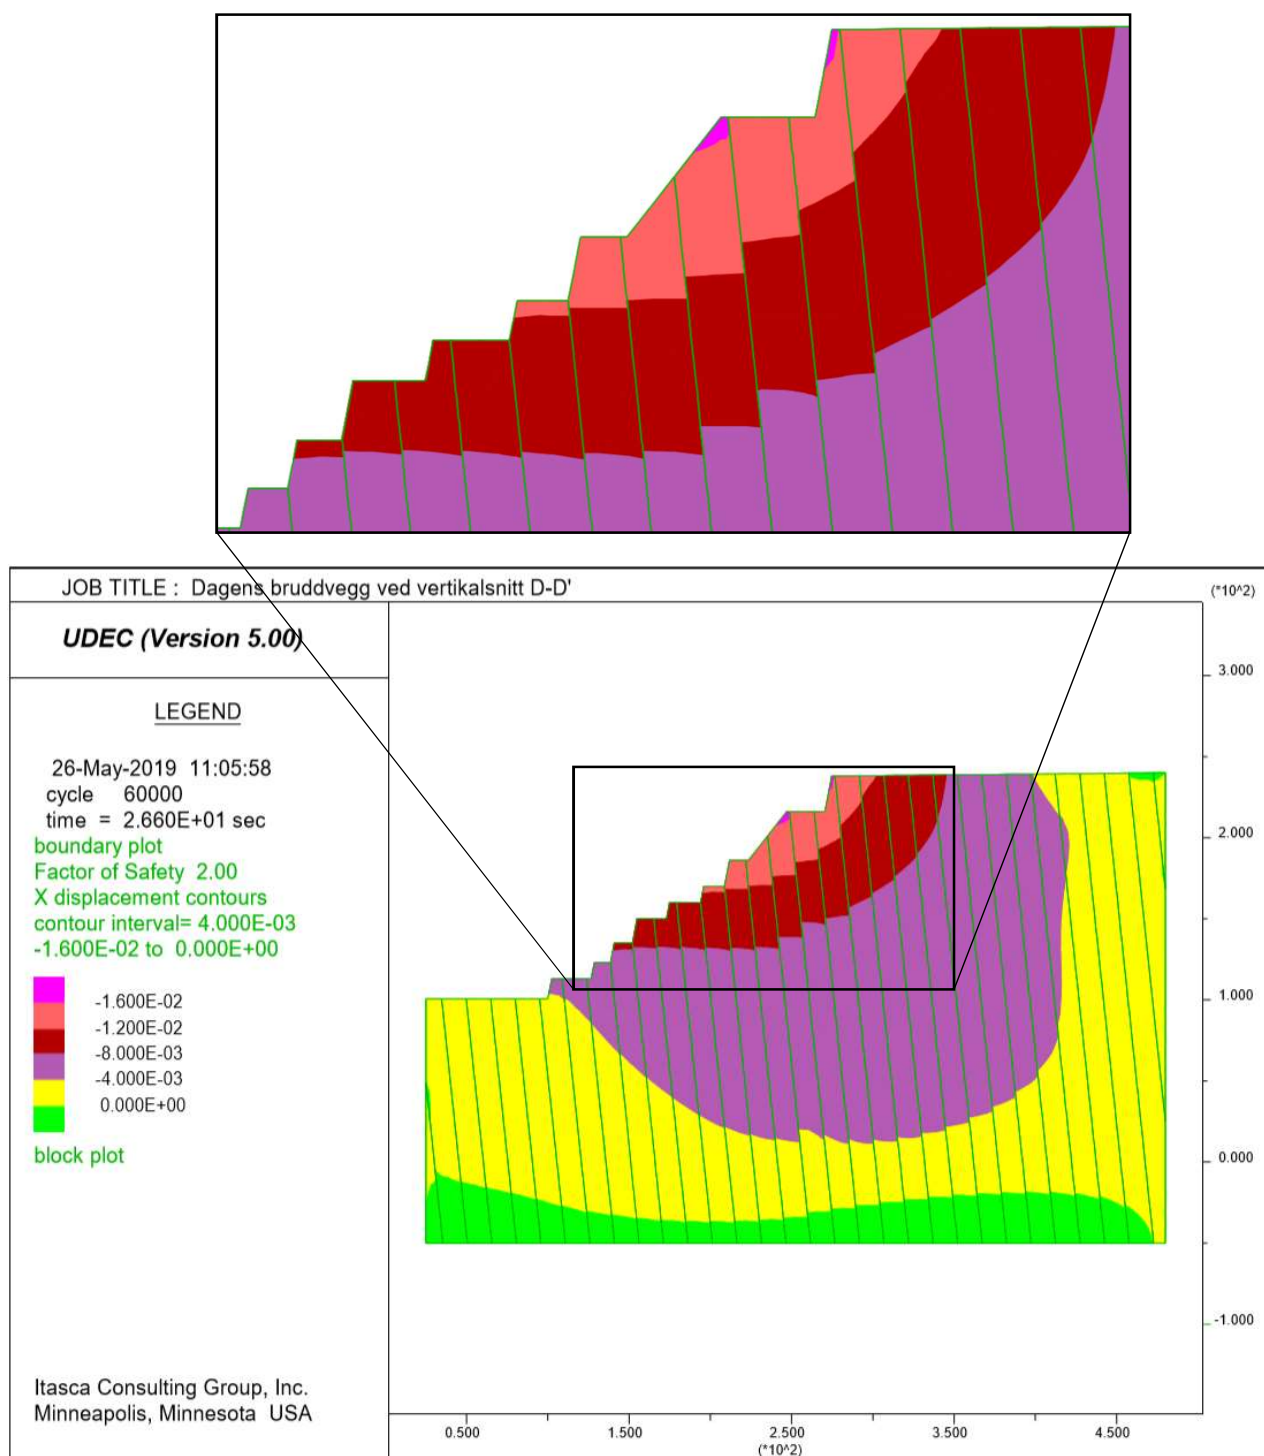 JOB TITLE : Dagens bruddvegg ved vertikalsnitt D-D'
(*10^2)
UDEC (Version 5.00)
LEGEND
26-May-2019 11:05:58
cycle 60000
time = 2.660E+01 sec
boundary plot
Factor of Safety 2.00
X displacement contours
contour interval= 4.000E-03
-1.600E-02 to 0.000E+00
-1.600E-02
-1.200E-02
-8.000E-03
-4.000E-03
0.000E+00
block plot
3.000
2.000
1.000
0.000
-1.000
Itasca Consulting Group, Inc.
Minneapolis, Minnesota USA
0.500 1.500 2.500 3.500 4.500
(*10^2)